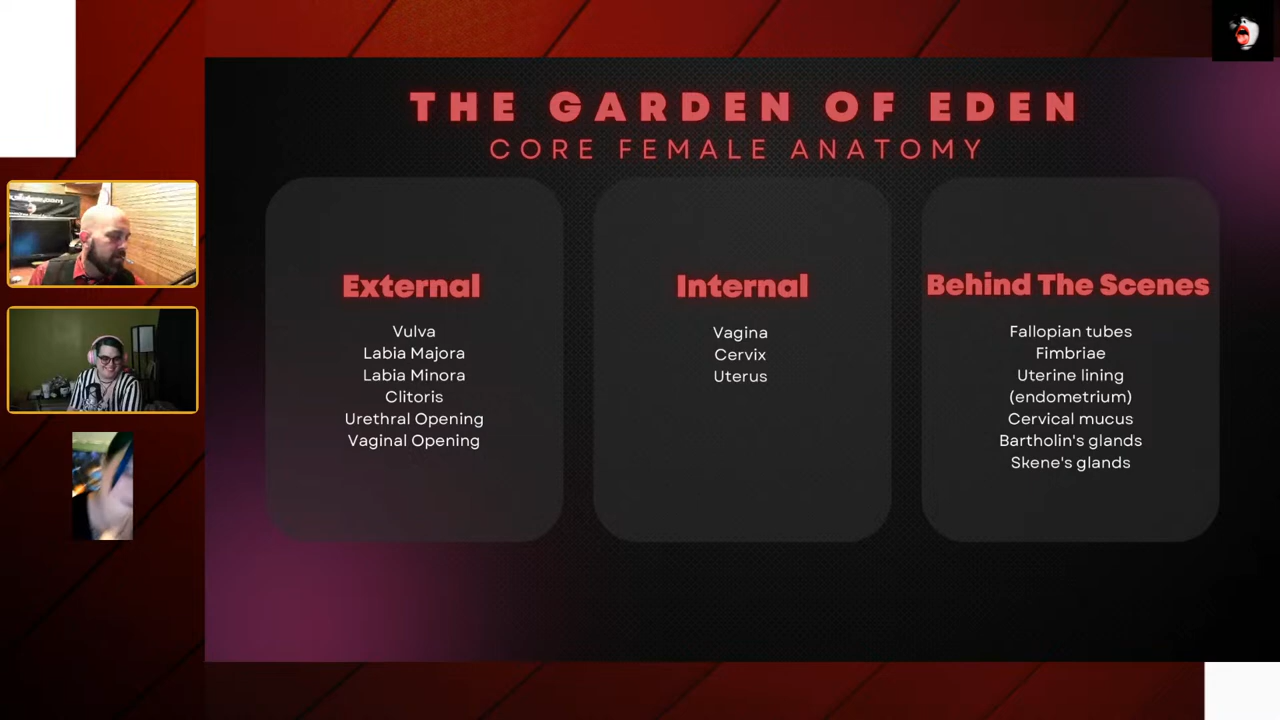 THE GARDEN OF EDEN
CORE FEMALE ANATOMY
External
Vulva
Labia Majora
Labia Minora
Clitoris
Urethral Opening
Vaginal Opening
Internal
Vagina
Cervix
Uterus
Behind The Scenes
Fallopian tubes
Fimbriae
Uterine lining
(endometrium)
Cervical mucus
Bartholin's glands
Skene's glands